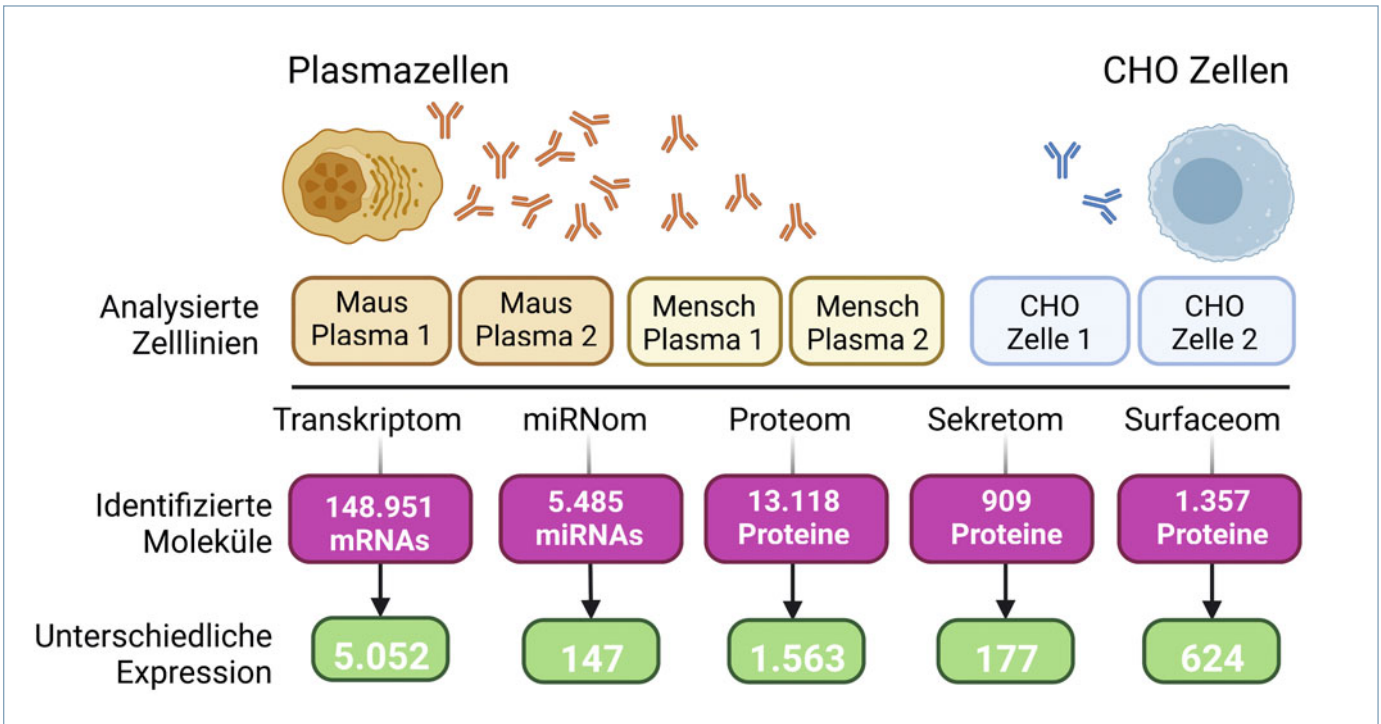 Plasmazellen
CHO Zellen
Analysierte
Zelllinien
Maus
Plasma 1
Maus
Plasma 2
Mensch
Plasma 1
Mensch
Plasma 2
CHO
Zelle 1
CHO
Zelle 2
Transkriptom
miRNom
Proteom
Sekretom
Surfaceom
Identifizierte
Moleküle
148.951
mRNAs
5.485
miRNAs
13.118
Proteine
909
Proteine
1.357
Proteine
Unterschiedliche
Expression
5.052
147
1.563
177
624